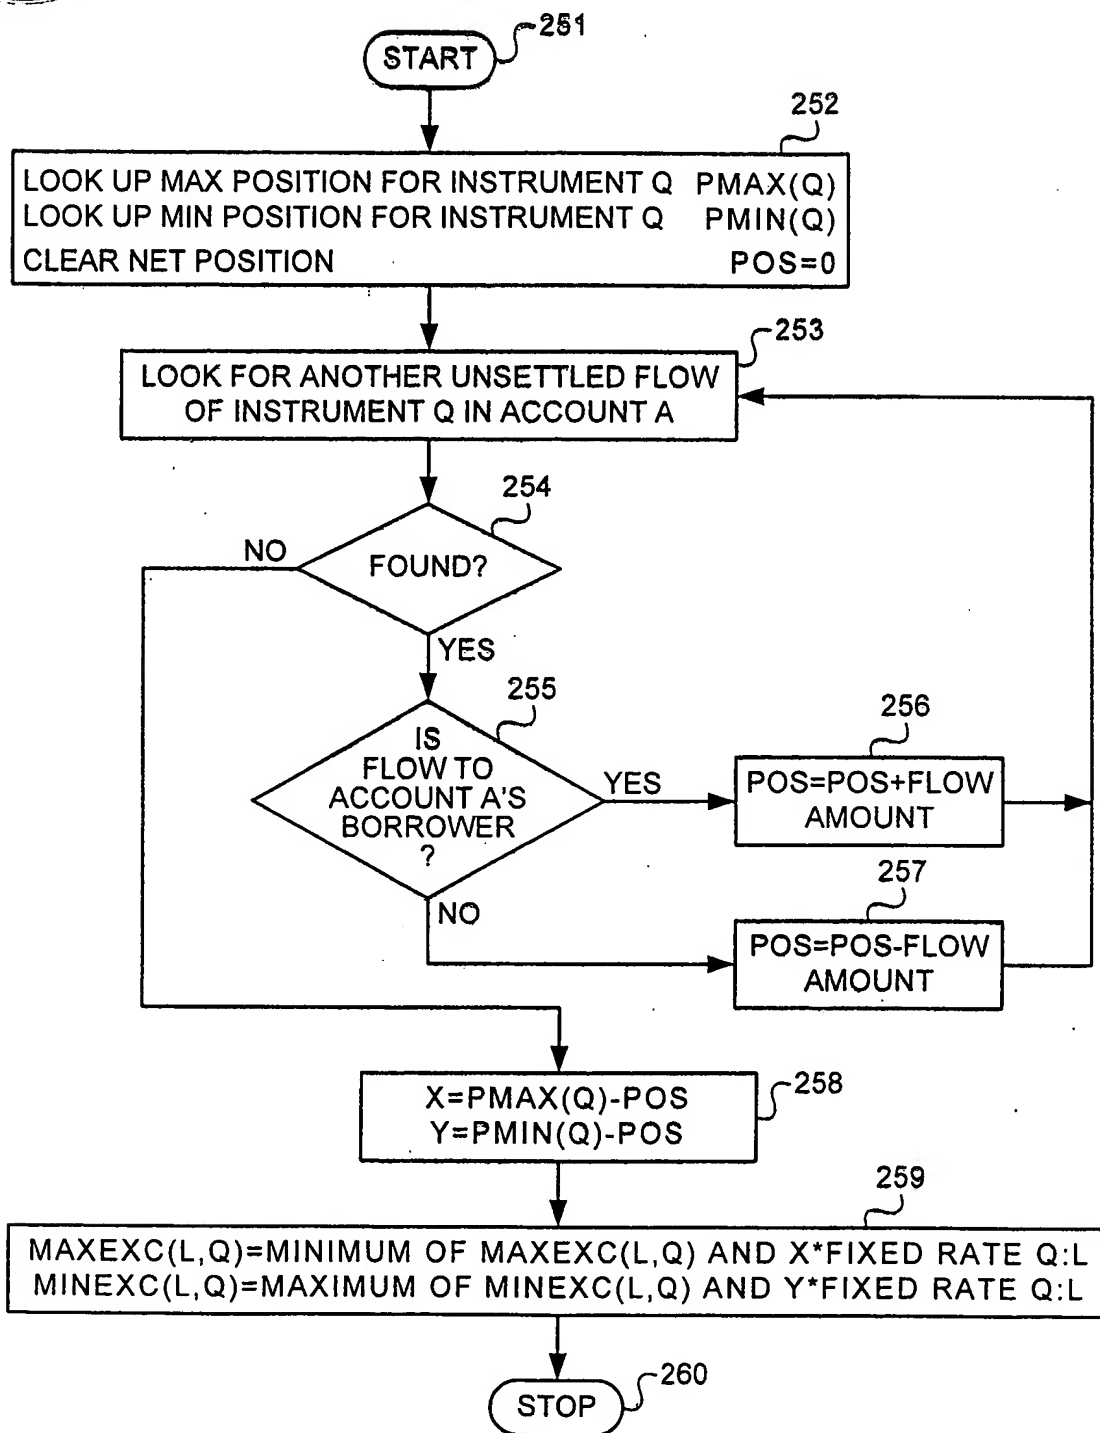 251
START
252
LOOK UP MAX POSITION FOR INSTRUMENT Q PMAX(Q)
LOOK UP MIN POSITION FOR INSTRUMENT Q PMIN(Q)
CLEAR NET POSITION POS=0
253
LOOK FOR ANOTHER UNSETTLED FLOW
OF INSTRUMENT Q IN ACCOUNT A
254
NO
FOUND?
YES
255
IS
FLOW TO
ACCOUNT A'S
BORROWER
?
YES
256
POS=POS+FLOW
AMOUNT
NO
257
POS=POS-FLOW
AMOUNT
258
X=PMAX(Q)-POS
Y=PMIN(Q)-POS
259
MAXEXC(L,Q)=MINIMUM OF MAXEXC(L,Q) AND X*FIXED RATE Q:L
MINEXC(L,Q)=MAXIMUM OF MINEXC(L,Q) AND Y*FIXED RATE Q:L
260
STOP